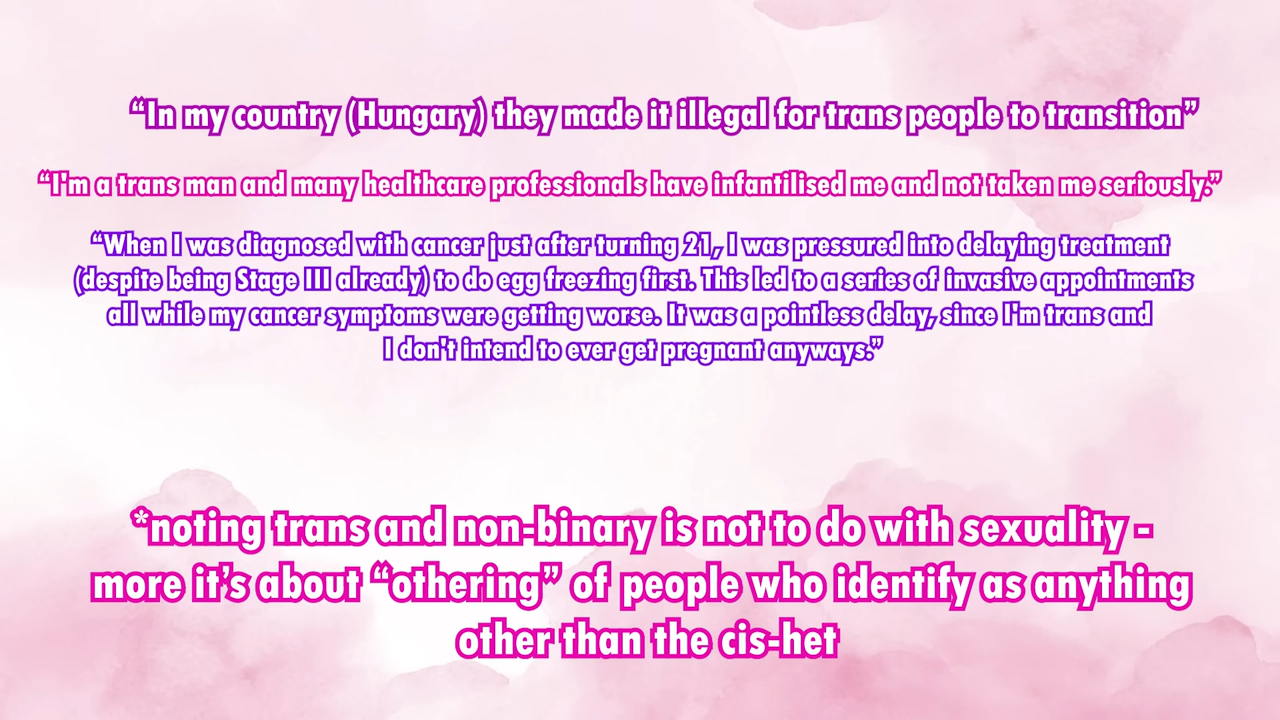 “In my country (Hungary) they made it illegal for trans people to transition”
“I'm a trans man and many healthcare professionals have infantilised me and not taken me seriously.”
“When I was diagnosed with cancer just after turning 21, I was pressured into delaying treatment
(despite being Stage III already) to do egg freezing first. This led to a series of invasive appointments
all while my cancer symptoms were getting worse. It was a pointless delay, since I'm trans and
I don't intend to ever get pregnant anyways.”
*noting trans and non-binary is not to do with sexuality -
more it’s about “othering” of people who identify as anything
other than the cis-het